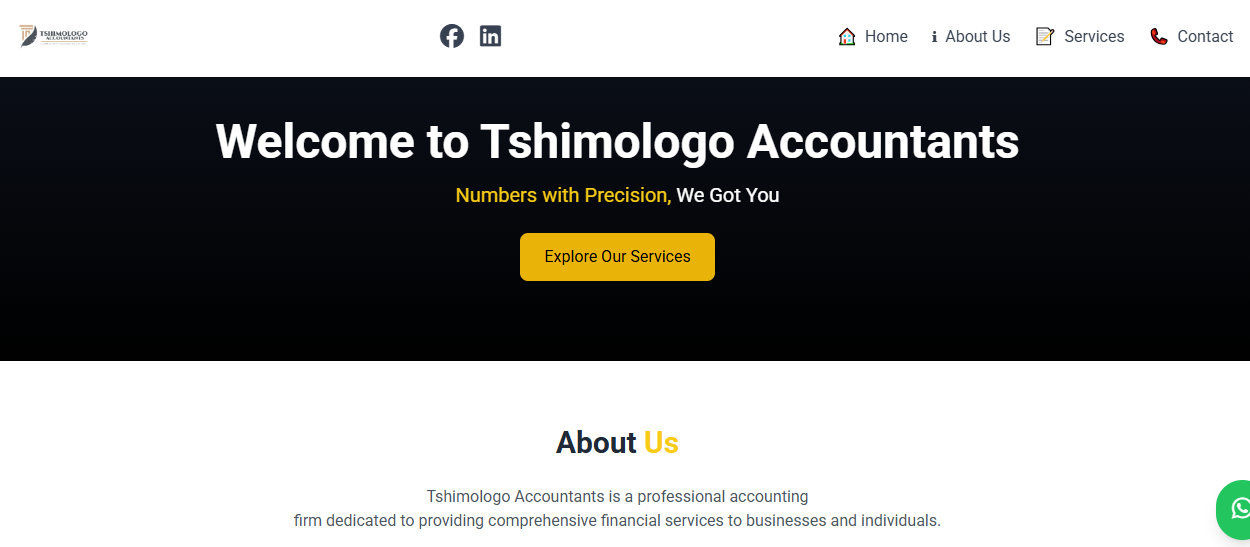 TSHIMOLOGO
ACCOUNTANTS
Home
About Us
Services
Contact
Welcome to Tshimologo Accountants
Numbers with Precision, We Got You
Explore Our Services
About Us
Tshimologo Accountants is a professional accounting
firm dedicated to providing comprehensive financial services to businesses and individuals.